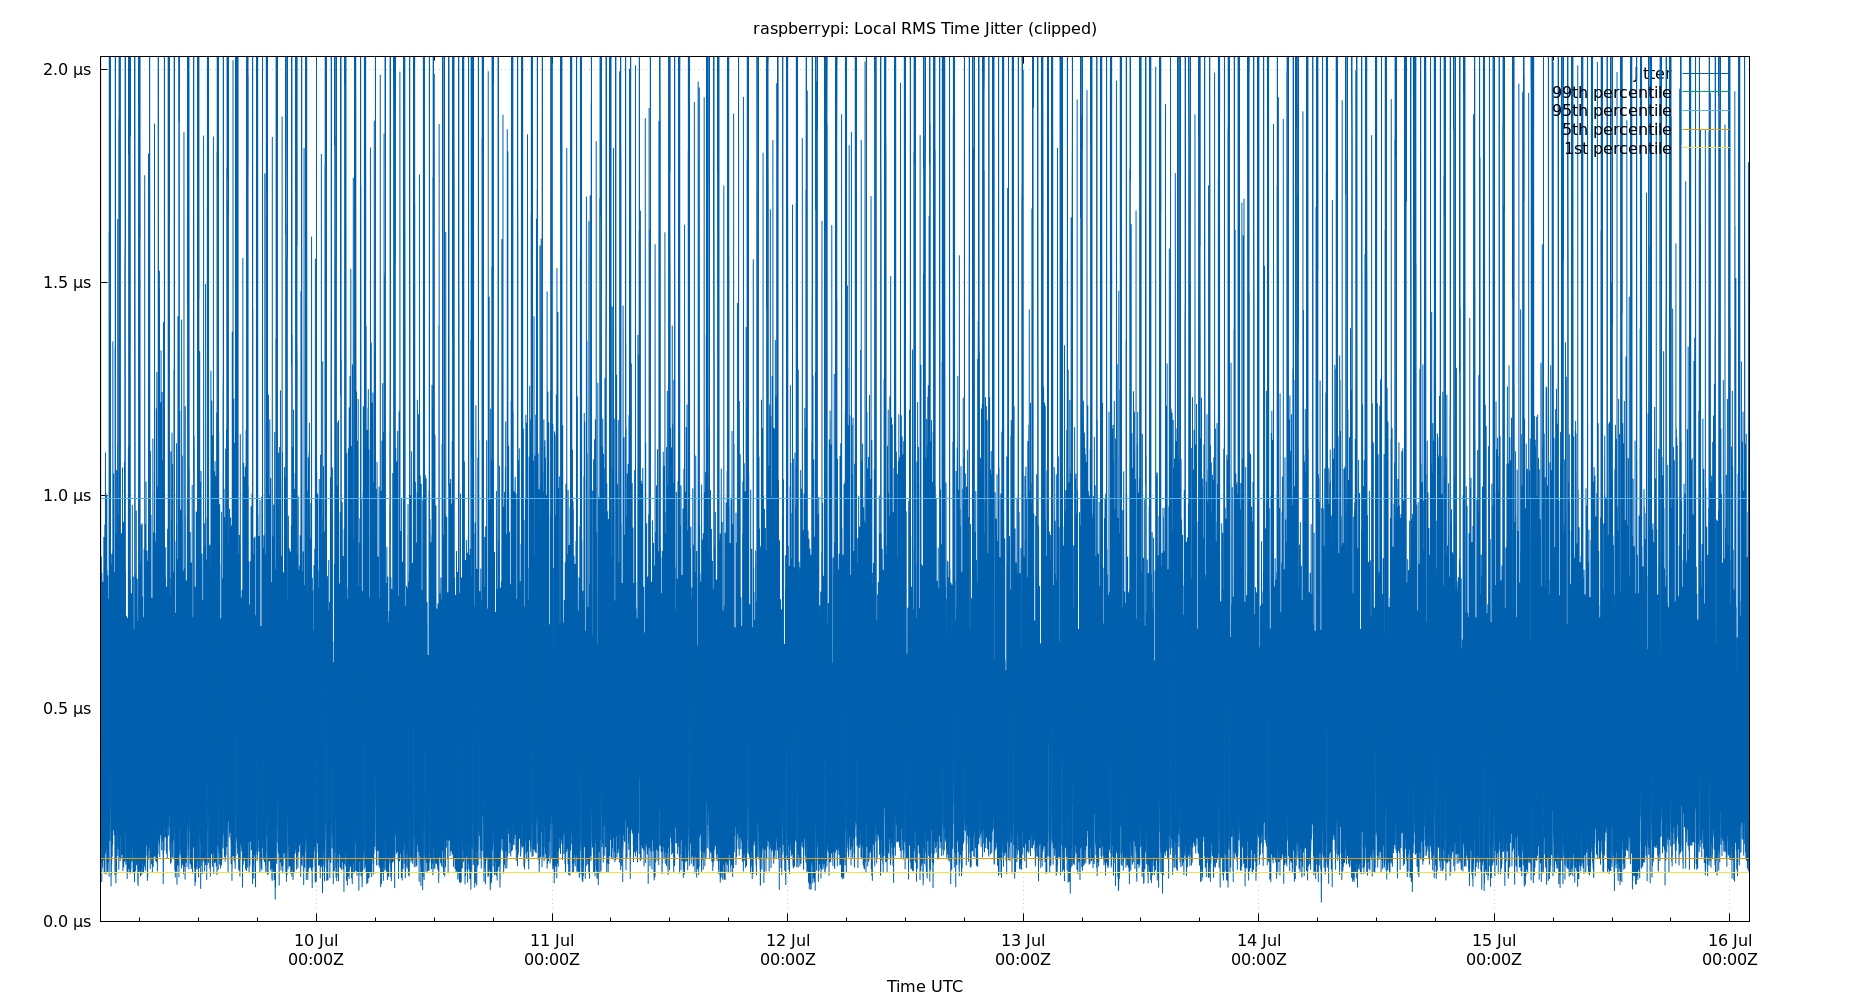 raspberrypi: Local RMS Time Jitter (clipped)
2.0 µs
1.5 µs
1.0 µs
0.5 µs
0.0 µs
jitter
99th percentile
95th percentile
5th percentile
1st percentile
10 Jul 11 Jul 12 Jul 13 Jul 14 Jul 15 Jul 16 Jul
00:00Z 00:00Z 00:00Z 00:00Z 00:00Z 00:00Z 00:00Z
Time UTC